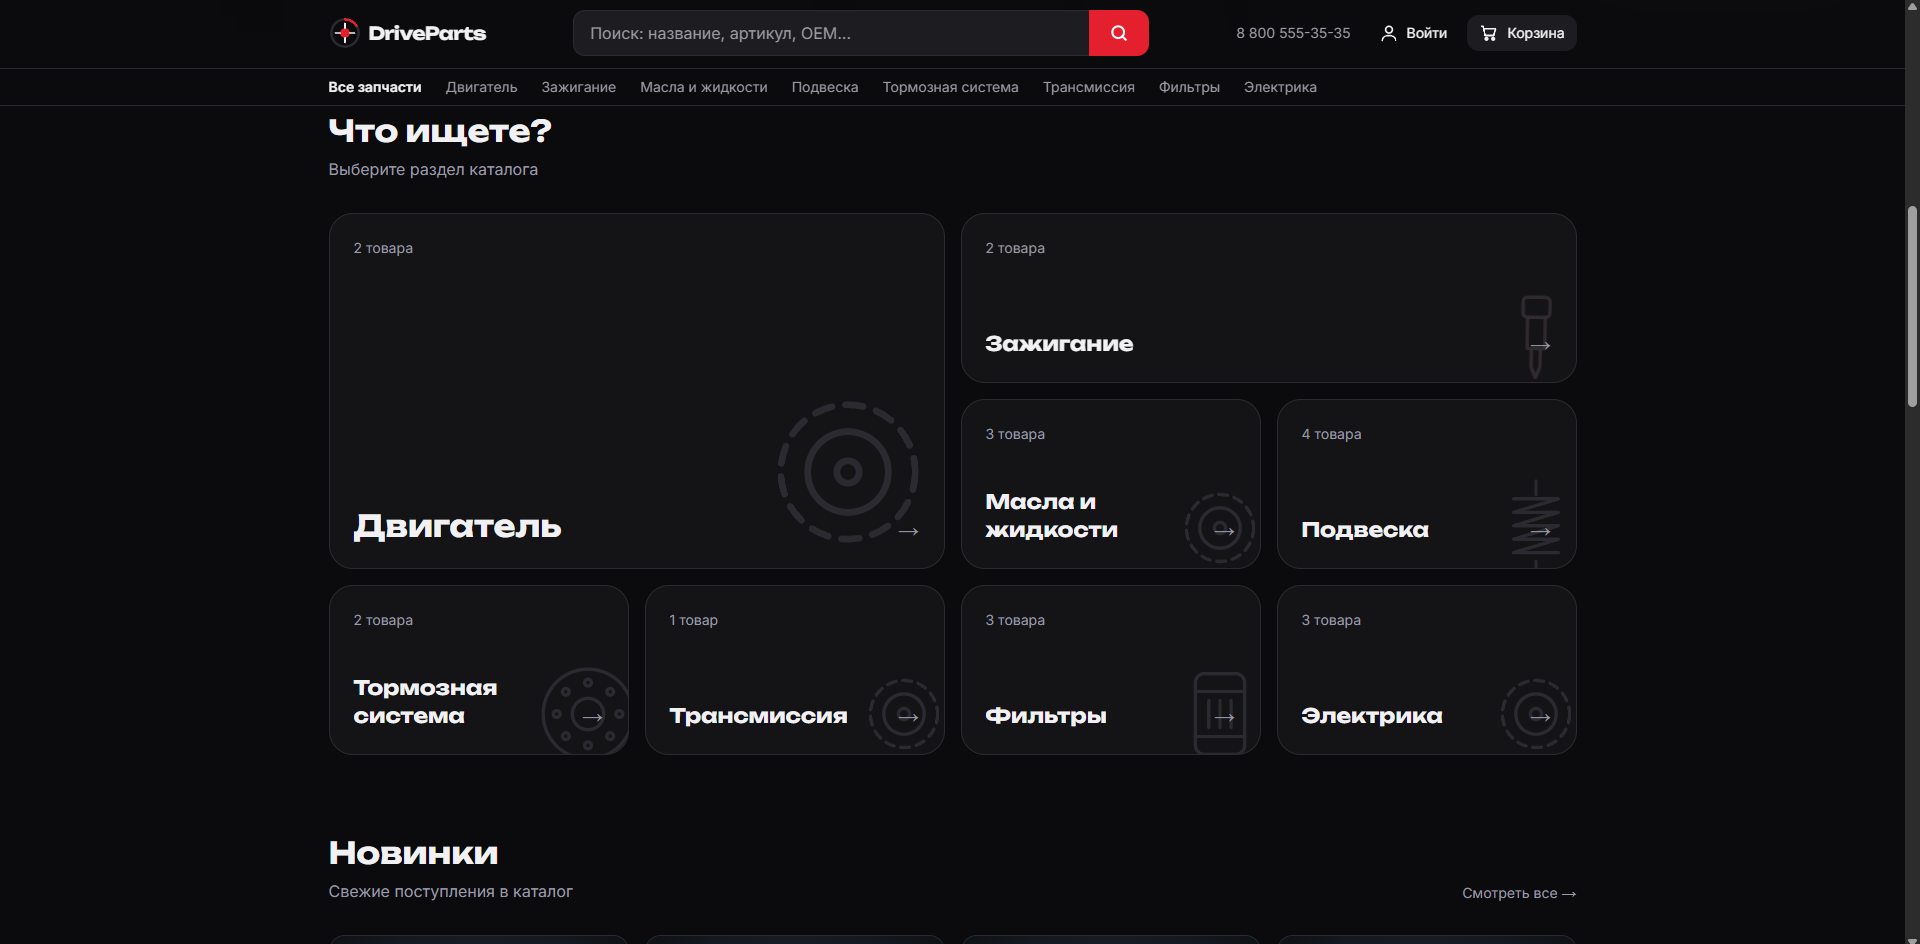 DriveParts
Поиск: название, артикул, OEM...
8 800 555-35-35
Войти
Корзина
Все запчасти
Двигатель
Зажигание
Масла и жидкости
Подвеска
Тормозная система
Трансмиссия
Фильтры
Электрика
Что ищете?
Выберите раздел каталога
2 товара
Двигатель
→
2 товара
Зажигание
→
3 товара
Масла и
жидкости
→
4 товара
Подвеска
→
2 товара
Тормозная
система
→
1 товар
Трансмиссия
→
3 товара
Фильтры
→
3 товара
Электрика
→
Новинки
Свежие поступления в каталог
Смотреть все →